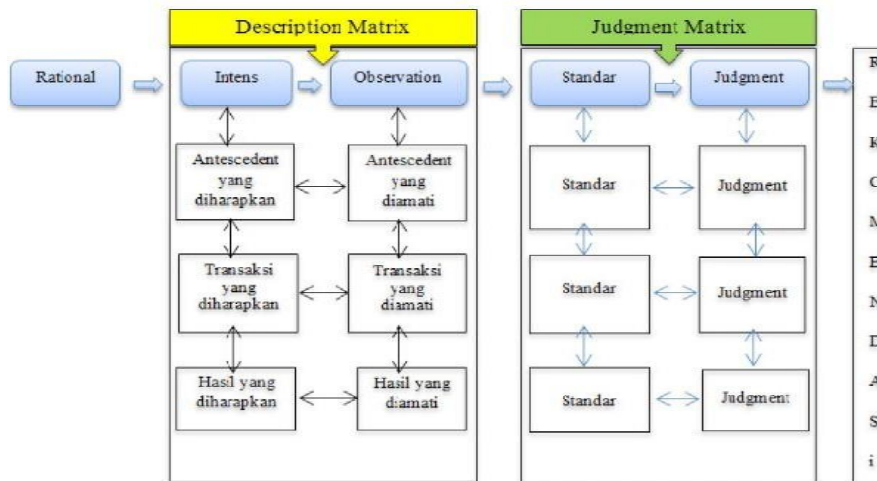 Description Matrix
Judgment Matrix
Rational
Intens
Observation
Standar
Judgment
Antescedent
yang
diharapkan
Antescedent
yang
diamati
Standar
Judgment
Transaksi
yang
diharapkan
Transaksi
yang
diamati
Standar
Judgment
Hasil yang
diharapkan
Hasil yang
diamati
Standar
Judgment
R
E
K
O
M
E
N
D
A
S
i